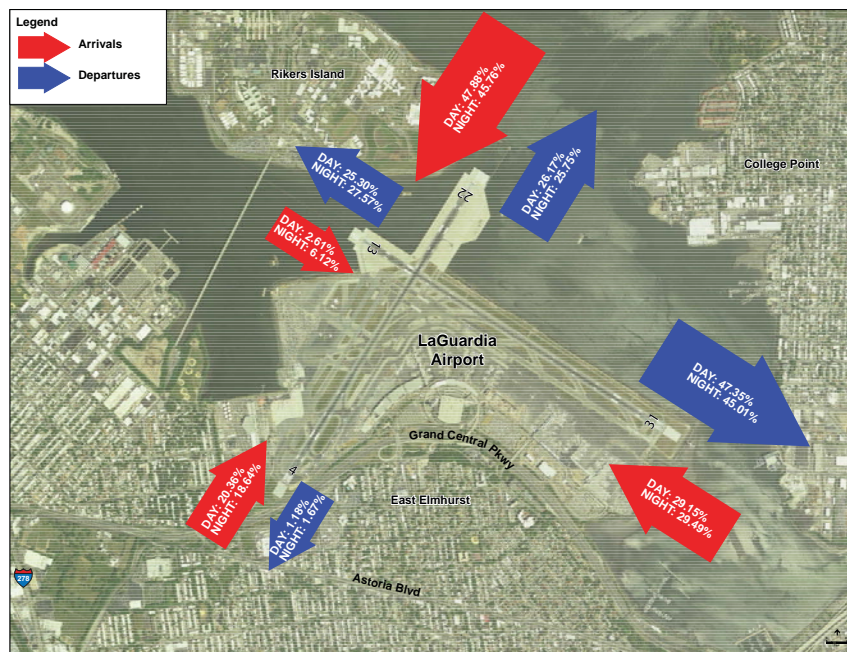 Legend
Arrivals
Departures
Rikers Island
DAY: 47.88%
NIGHT: 45.76%
College Point
DAY: 25.30%
NIGHT: 27.57%
DAY: 26.17%
NIGHT: 25.75%
22
DAY: 2.61%
NIGHT: 6.12%
13
LaGuardia
Airport
DAY: 47.35%
NIGHT: 45.01%
31
Grand Central Pkwy
DAY: 20.36%
NIGHT: 18.64%
4
East Elmhurst
DAY: 29.15%
NIGHT: 29.49%
DAY: 1.18%
NIGHT: 1.67%
278
Astoria Blvd